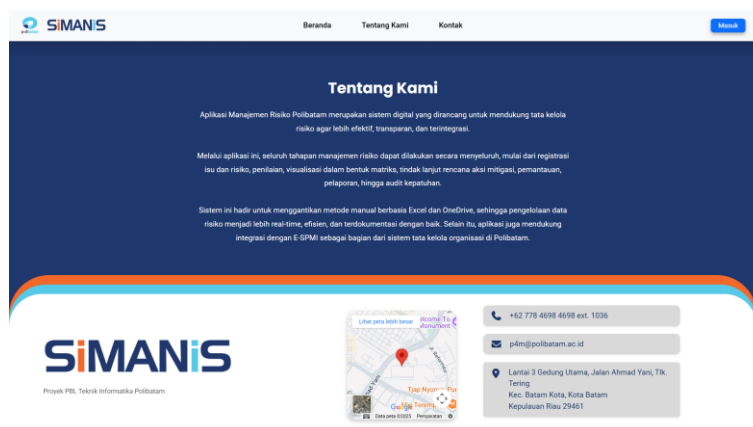 polibatam
SiMANiS
Beranda
Tentang Kami
Kontak
Masuk
Tentang Kami
Aplikasi Manajemen Risiko Polibatam merupakan sistem digital yang dirancang untuk mendukung tata kelola
risiko agar lebih efektif, transparan, dan terintegrasi.
Melalui aplikasi ini, seluruh tahapan manajemen risiko dapat dilakukan secara menyeluruh, mulai dari registrasi
isu dan risiko, penilaian, visualisasi dalam bentuk matriks, tindak lanjut rencana aksi mitigasi, pemantauan,
pelaporan, hingga audit kepatuhan.
Sistem ini hadir untuk menggantikan metode manual berbasis Excel dan OneDrive, sehingga pengelolaan data
risiko menjadi lebih real-time, efisien, dan terdokumentasi dengan baik. Selain itu, aplikasi juga mendukung
integrasi dengan E-SPMI sebagai bagian dari sistem tata kelola organisasi di Polibatam.
SiMANiS
Proyek PBL Teknik Informatika Polibatam
Lihat peta lebih besar
Welcome To
Monument
Yani
Google
Data peta ©2025
Persyaratan
+62 778 4698 4698 ext. 1036
p4m@polibatam.ac.id
Lantai 3 Gedung Utama, Jalan Ahmad Yani, Tlk.
Tering
Kec. Batam Kota, Kota Batam
Kepulauan Riau 29461